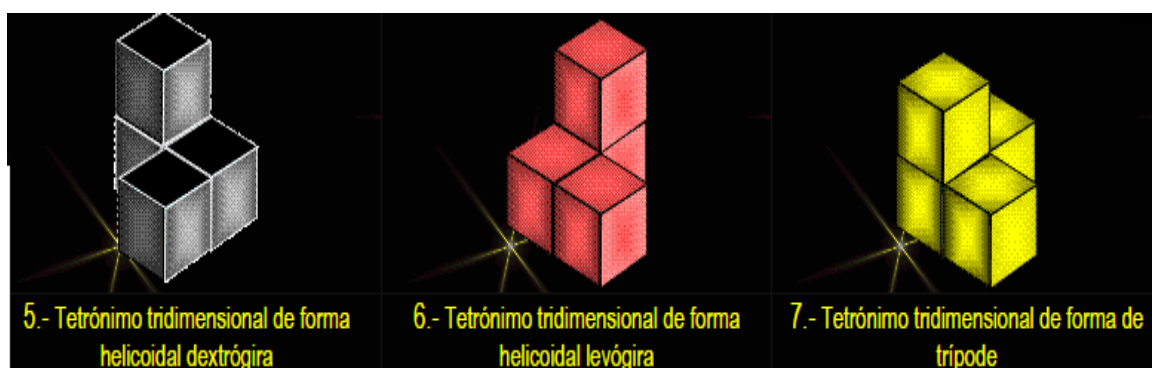 5.- Tetrónimo tridimensional de forma
helicoidal dextrógira
6.- Tetrónimo tridimensional de forma
helicoidal levógira
7.- Tetrónimo tridimensional de forma de
trípode